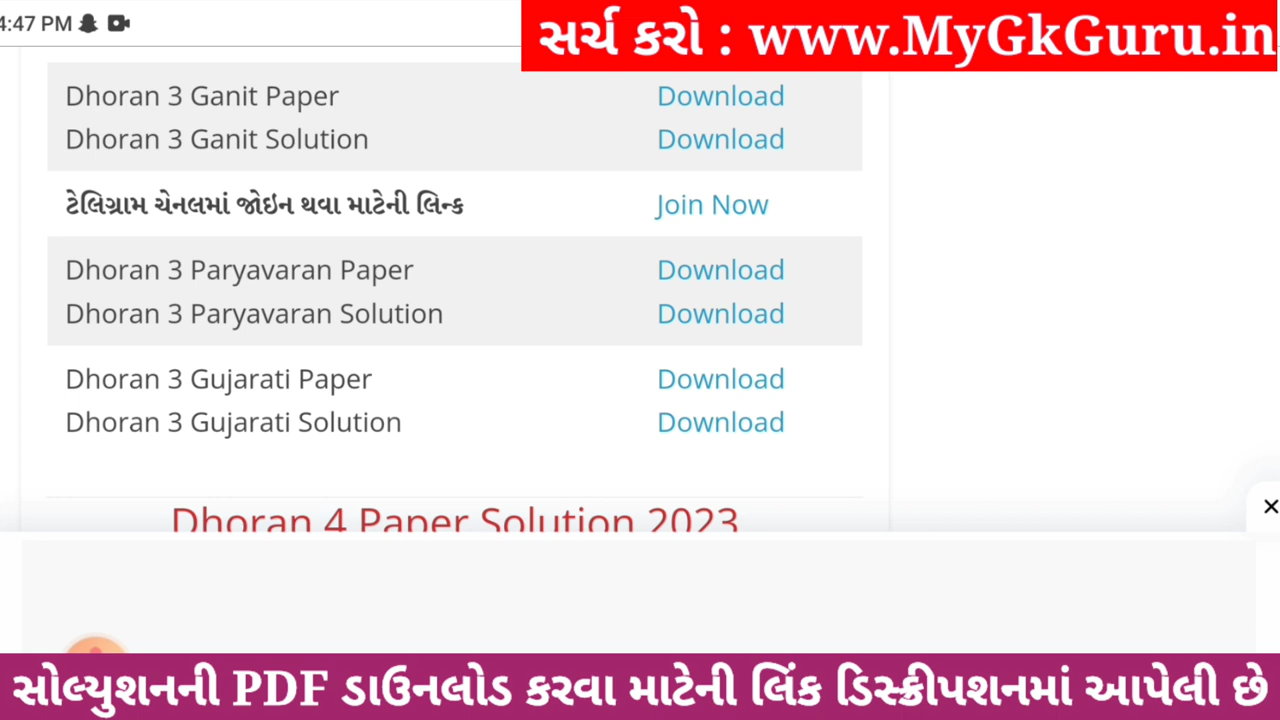 4:47 PM
સર્ચ કરો : www.MyGkGuru.in
Dhoran 3 Ganit Paper Download
Dhoran 3 Ganit Solution Download
ટેલિગ્રામ ચેનલમાં જોઇન થવા માટેની લિન્ક Join Now
Dhoran 3 Paryavaran Paper Download
Dhoran 3 Paryavaran Solution Download
Dhoran 3 Gujarati Paper Download
Dhoran 3 Gujarati Solution Download
Dhoran 4 Paper Solution 2023
સોલ્યુશનની PDF ડાઉનલોડ કરવા માટેની લિંક ડિસ્ક્રીપશનમાં આપેલી છે